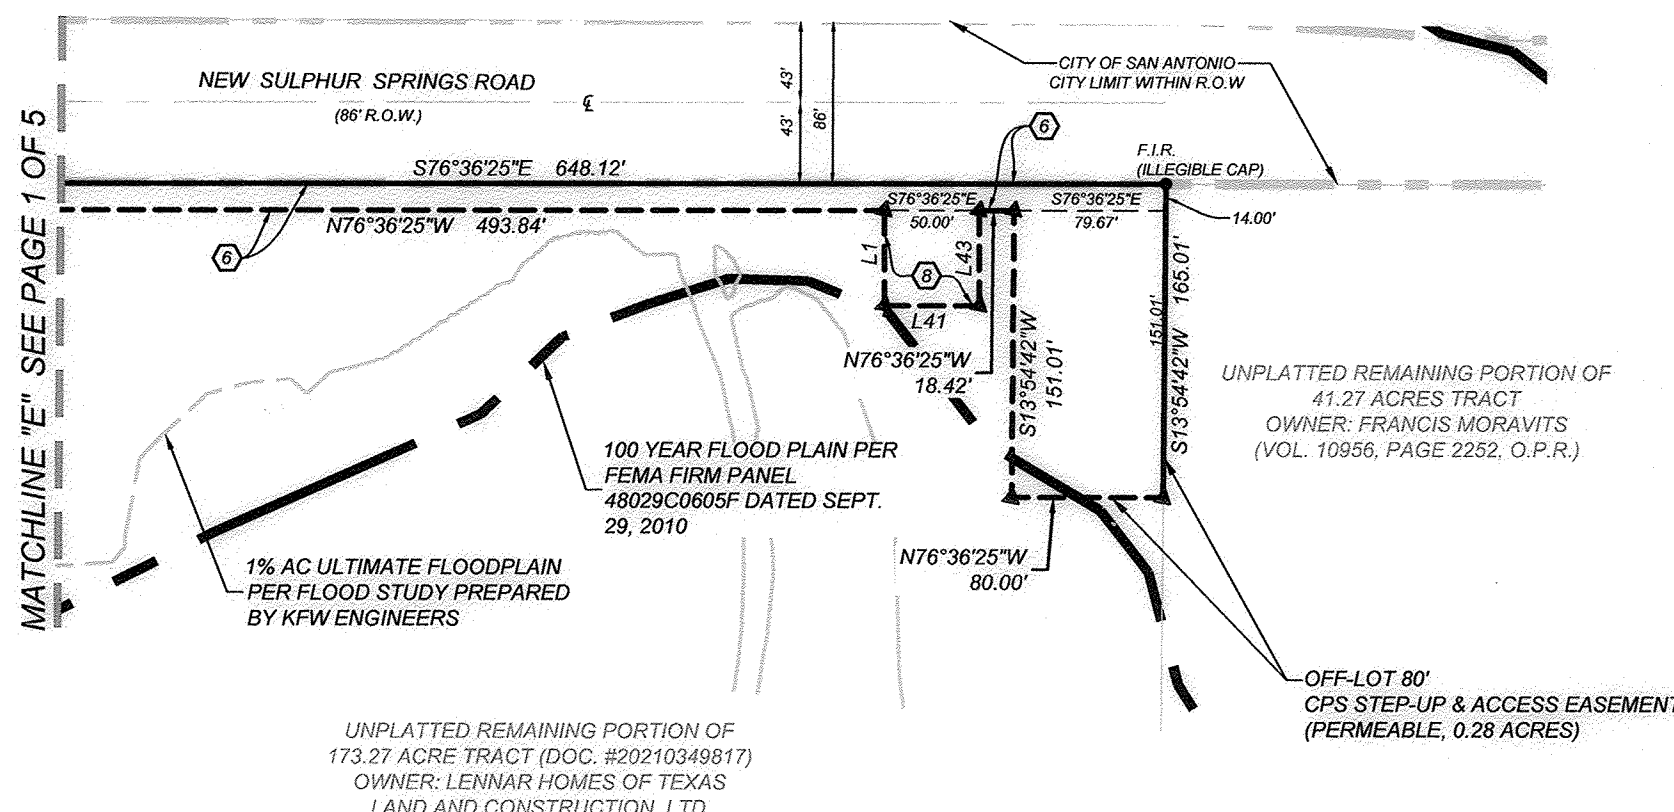 MATCHLINE "E" SEE PAGE 1 OF 5
NEW SULPHUR SPRINGS ROAD
(86' R.O.W.)
℄
43'
43'
86'
CITY OF SAN ANTONIO
CITY LIMIT WITHIN R.O.W
6
F.I.R.
(ILLEGIBLE CAP)
S76°36'25"E 648.12'
S76°36'25"E
50.00'
S76°36'25"E
79.67'
14.00'
N76°36'25"W 493.84'
6
L1
8
L43
L41
N76°36'25"W
18.42'
S13°54'42"W
151.01'
151.01'
S13°54'42"W 165.01'
UNPLATTED REMAINING PORTION OF
41.27 ACRES TRACT
OWNER: FRANCIS MORAVITS
(VOL. 10956, PAGE 2252, O.P.R.)
100 YEAR FLOOD PLAIN PER
FEMA FIRM PANEL
48029C0605F DATED SEPT.
29, 2010
1% AC ULTIMATE FLOODPLAIN
PER FLOOD STUDY PREPARED
BY KFW ENGINEERS
N76°36'25"W
80.00'
OFF-LOT 80'
CPS STEP-UP & ACCESS EASEMENT
(PERMEABLE, 0.28 ACRES)
UNPLATTED REMAINING PORTION OF
173.27 ACRE TRACT (DOC. #20210349817)
OWNER: LENNAR HOMES OF TEXAS
LAND AND CONSTRUCTION, LTD